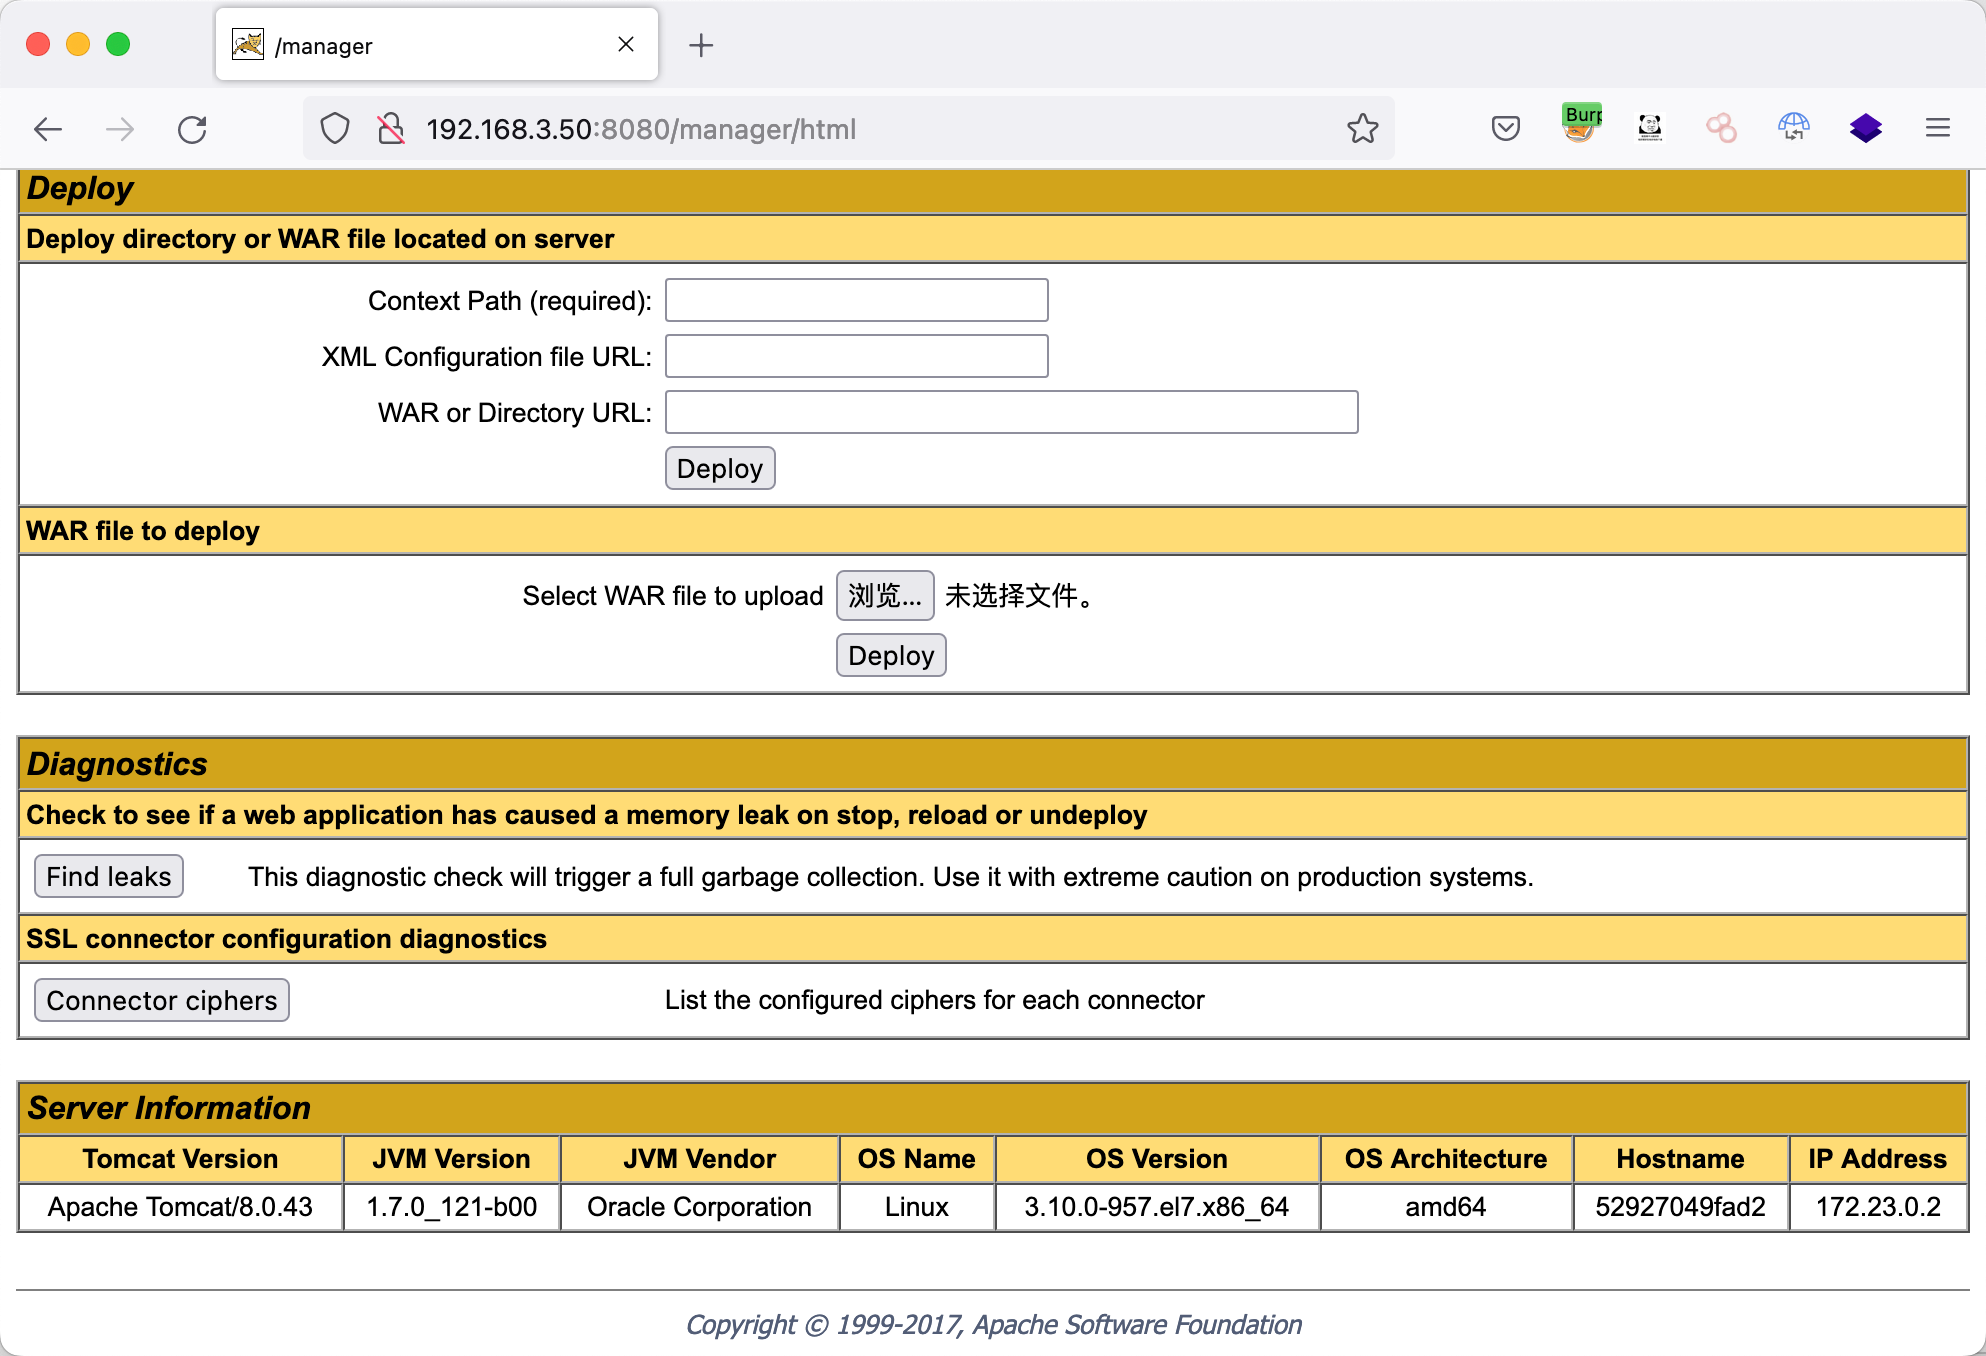 /manager
192.168.3.50:8080/manager/html
Burp
Deploy
Deploy directory or WAR file located on server
Context Path (required):
XML Configuration file URL:
WAR or Directory URL:
Deploy
WAR file to deploy
Select WAR file to upload 浏览... 未选择文件。
Deploy
Diagnostics
Check to see if a web application has caused a memory leak on stop, reload or undeploy
Find leaks This diagnostic check will trigger a full garbage collection. Use it with extreme caution on production systems.
SSL connector configuration diagnostics
Connector ciphers List the configured ciphers for each connector
Server Information
Tomcat Version JVM Version JVM Vendor OS Name OS Version OS Architecture Hostname IP Address
Apache Tomcat/8.0.43 1.7.0_121-b00 Oracle Corporation Linux 3.10.0-957.el7.x86_64 amd64 52927049fad2 172.23.0.2
Copyright © 1999-2017, Apache Software Foundation